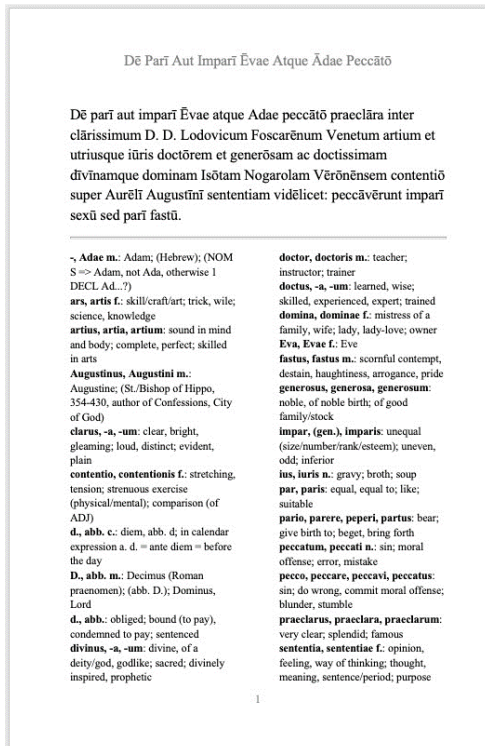 Dē Parī Aut Imparī Ēvae Atque Ādae Peccātō
Dē parī aut imparī Ēvae atque Adae peccātō praeclāra inter
clārissimum D. D. Lodovicum Foscarēnum Venetum artium et
utriusque iūris doctōrem et generōsam ac doctissimam
dīvīnamque dominam Isōtam Nogarolam Vērōnēnsem contentiō
super Aurēlī Augustīnī sententiam vidēlicet: peccāvērunt imparī
sexū sed parī fastū.
-, Adae m.: Adam; (Hebrew); (NOM
S => Adam, not Ada, otherwise 1
DECL Ad...?)
ars, artis f.: skill/craft/art; trick, wile;
science, knowledge
artius, artia, artium: sound in mind
and body; complete, perfect; skilled
in arts
Augustinus, Augustini m.:
Augustine; (St./Bishop of Hippo,
354-430, author of Confessions, City
of God)
clarus, -a, -um: clear, bright,
gleaming; loud, distinct; evident,
plain
contentio, contentionis f.: stretching,
tension; strenuous exercise
(physical/mental); comparison (of
ADJ)
d., abb. c.: diem, abb. d; in calendar
expression a. d. = ante diem = before
the day
D., abb. m.: Decimus (Roman
praenomen); (abb. D.); Dominus,
Lord
d., abb.: obliged; bound (to pay),
condemned to pay; sentenced
divinus, -a, -um: divine, of a
deity/god, godlike; sacred; divinely
inspired, prophetic
doctor, doctoris m.: teacher;
instructor; trainer
doctus, -a, -um: learned, wise;
skilled, experienced, expert; trained
domina, dominae f.: mistress of a
family, wife; lady, lady-love; owner
Eva, Evae f.: Eve
fastus, fastus m.: scornful contempt,
destain, haughtiness, arrogance, pride
generosus, generosa, generosum:
noble, of noble birth; of good
family/stock
impar, (gen.), imparis: unequal
(size/number/rank/esteem); uneven,
odd; inferior
ius, iuris n.: gravy; broth; soup
par, paris: equal, equal to; like;
suitable
pario, parere, peperi, partus: bear;
give birth to; beget, bring forth
peccatum, peccati n.: sin; moral
offense; error, mistake
pecco, peccare, peccavi, peccatus:
sin; do wrong, commit moral offense;
blunder, stumble
praeclarus, praeclara, praeclarum:
very clear; splendid; famous
sententia, sententiae f.: opinion,
feeling, way of thinking; thought,
meaning, sentence/period; purpose
1